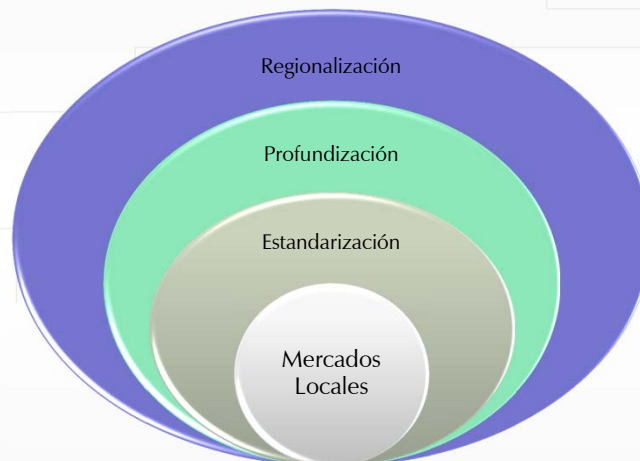 Regionalización
Profundización
Estandarización
Mercados
Locales